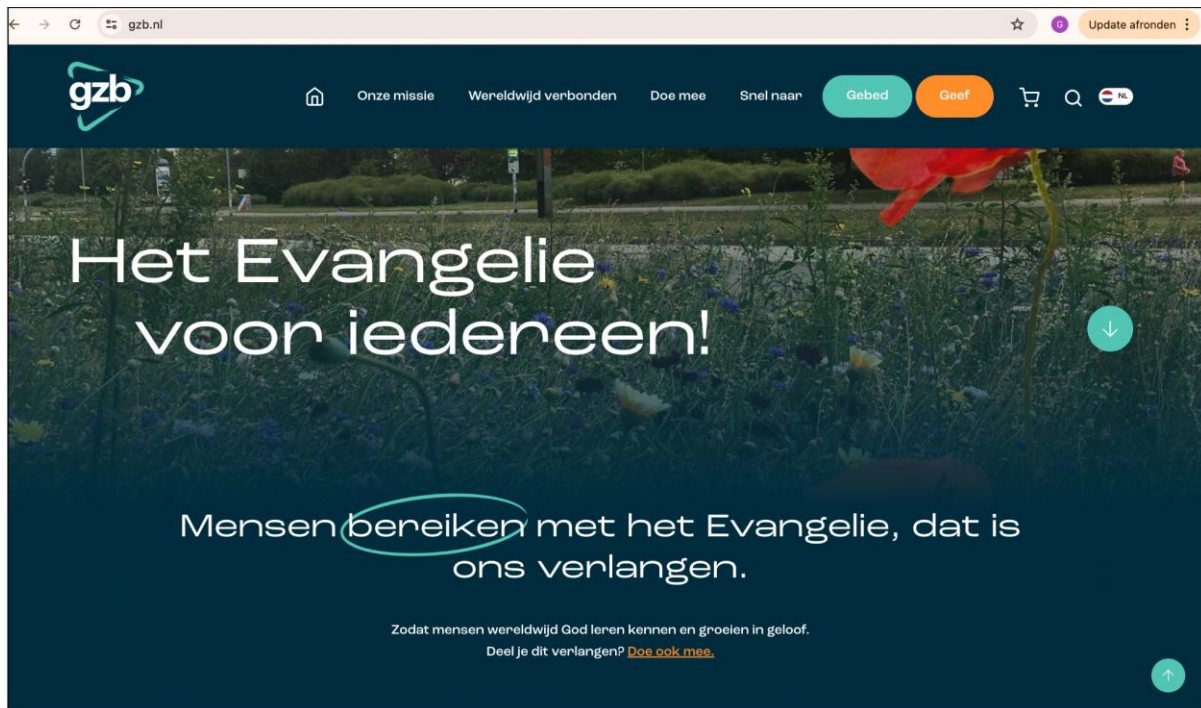 gzb.nl
G
Update afronden
gzb
Onze missie
Wereldwijd verbonden
Doe mee
Snel naar
Gebed
Geef
NL
Het Evangelie
voor iedereen!
Mensen bereiken met het Evangelie, dat is
ons verlangen.
Zodat mensen wereldwijd God leren kennen en groeien in geloof.
Deel je dit verlangen? Doe ook mee.